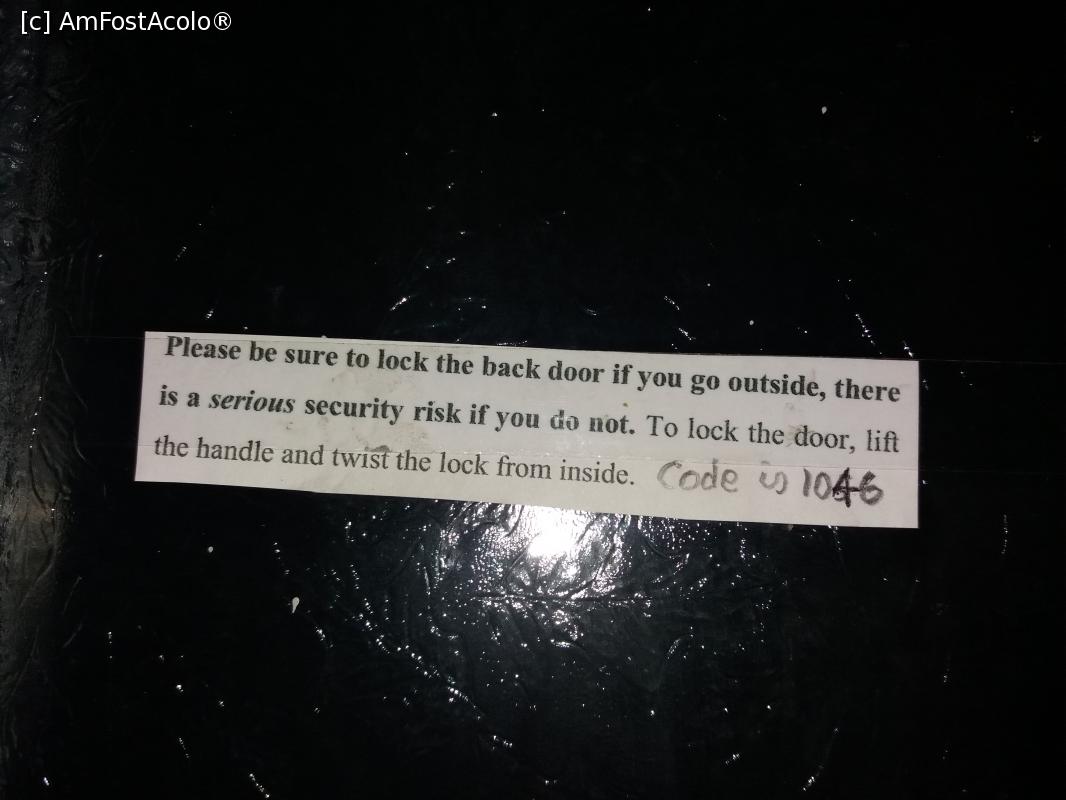 [c] AmFostAcolo®
Please be sure to lock the back door if you go outside, there
is a serious security risk if you do not. To lock the door, lift
the handle and twist the lock from inside. Code is 1046